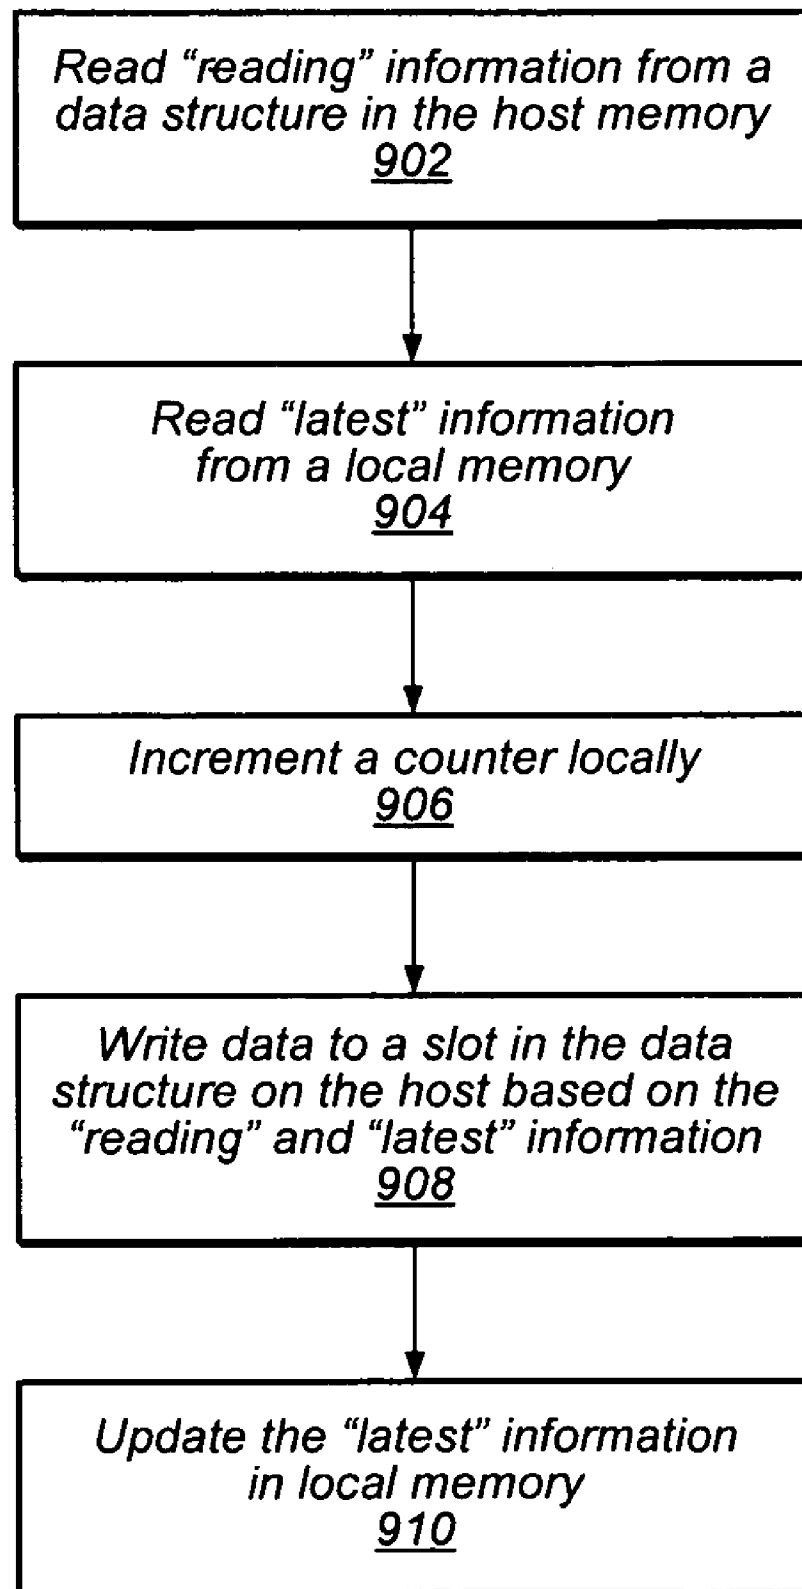 Read “reading” information from a
data structure in the host memory
902
Read “latest” information
from a local memory
904
Increment a counter locally
906
Write data to a slot in the data
structure on the host based on the
“reading” and “latest” information
908
Update the “latest” information
in local memory
910